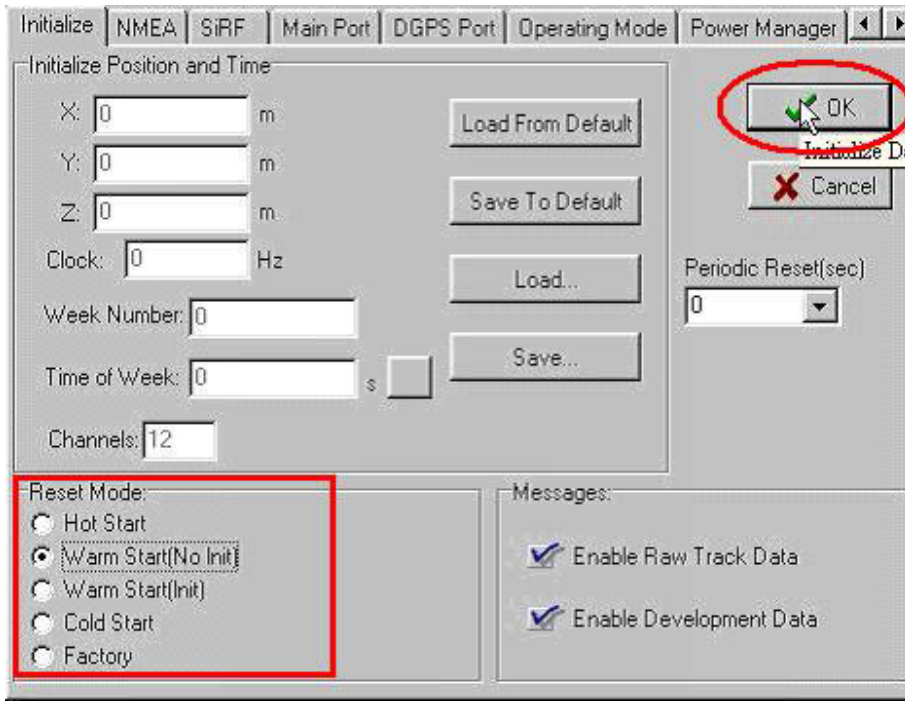 Initialize NMEA SiRF Main Port DGPS Port Operating Mode Power Manager
Initialize Position and Time
X: 0 m
Y: 0 m
Z: 0 m
Clock: 0 Hz
Week Number: 0
Time of Week: 0 s
Channels: 12
Load From Default
Save To Default
Load...
Save...
OK
Initialize D
Cancel
Periodic Reset(sec)
0
Reset Mode:
Hot Start
Warm Start(No Init)
Warm Start(Init)
Cold Start
Factory
Messages:
Enable Raw Track Data
Enable Development Data